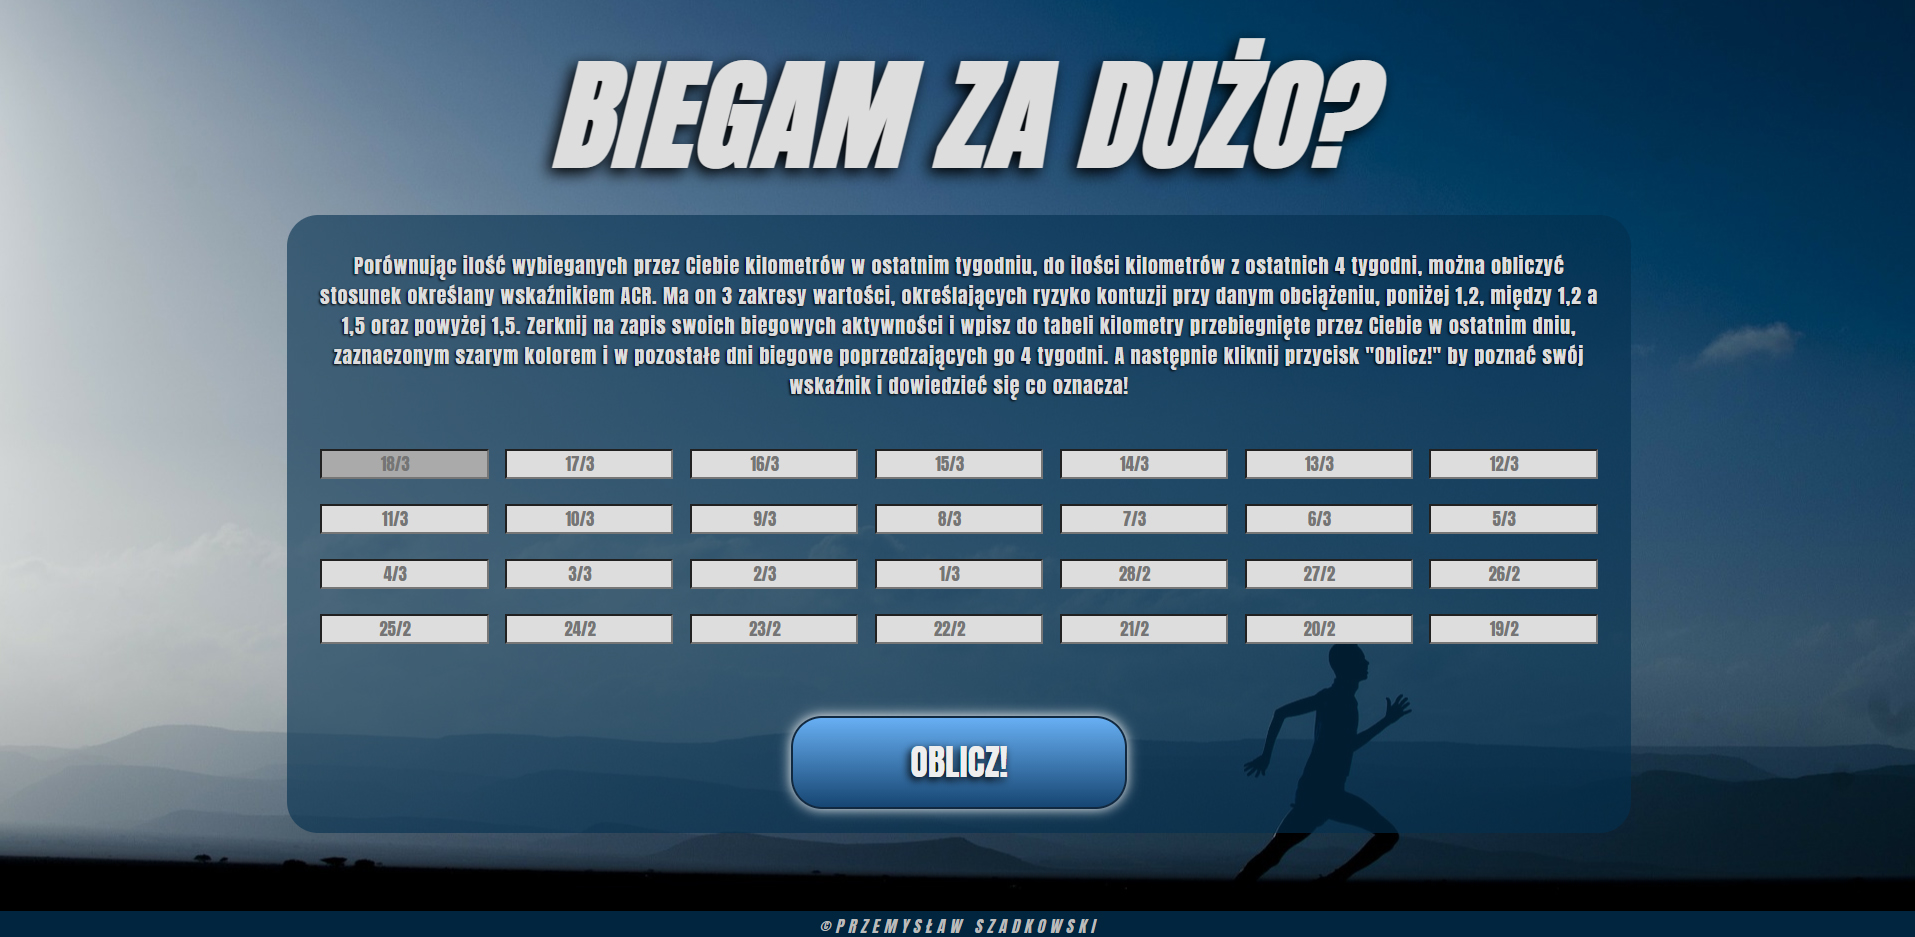 BIEGAM ZA DUŻO?
Porównując ilość wybieganych przez Ciebie kilometrów w ostatnim tygodniu, do ilości kilometrów z ostatnich 4 tygodni, można obliczyć
stosunek określany wskaźnikiem ACR. Ma on 3 zakresy wartości, określających ryzyko kontuzji przy danym obciążeniu, poniżej 1,2, między 1,2 a
1,5 oraz powyżej 1,5. Zerknij na zapis swoich biegowych aktywności i wpisz do tabeli kilometry przebiegnięte przez Ciebie w ostatnim dniu,
zaznaczonym szarym kolorem i w pozostałe dni biegowe poprzedzających go 4 tygodni. A następnie kliknij przycisk "Oblicz!" by poznać swój
wskaźnik i dowiedzieć się co oznacza!
18/3 17/3 16/3 15/3 14/3 13/3 12/3
11/3 10/3 9/3 8/3 7/3 6/3 5/3
4/3 3/3 2/3 1/3 28/2 27/2 26/2
25/2 24/2 23/2 22/2 21/2 20/2 19/2
OBLICZ!
©PRZEMYSŁAW SZADKOWSKI